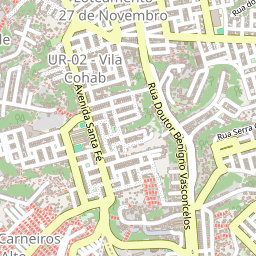 Loteamento
27 de Novembro
UR-02 - Vila
Cohab
Rua do
Rua Doutor Benigno Vasconcelos
Rua Serra
Avenida Santa Fé
Carneiros
Alto